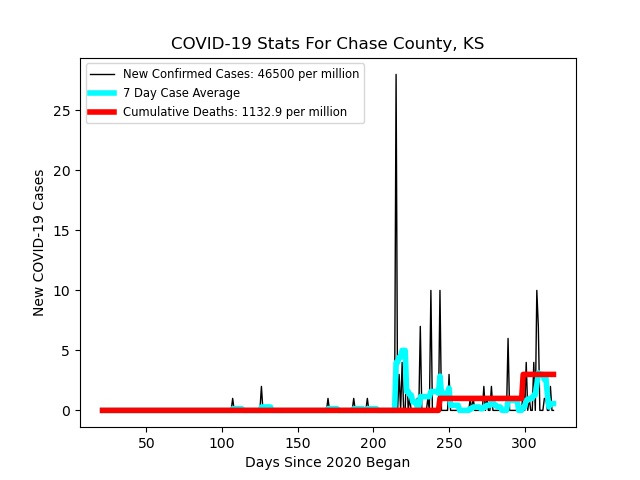 COVID-19 Stats For Chase County, KS
New Confirmed Cases: 46500 per million
7 Day Case Average
Cumulative Deaths: 1132.9 per million
New COVID-19 Cases
25
20
15
10
5
0
50 100 150 200 250 300
Days Since 2020 Began